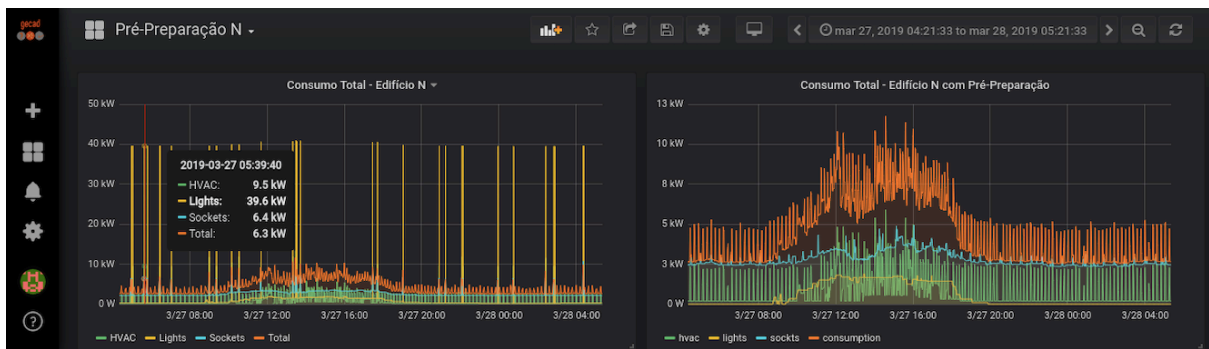 gecad
Pré-Preparação N
mar 27, 2019 04:21:33 to mar 28, 2019 05:21:33
Consumo Total - Edifício N
50 kW
40 kW
30 kW
20 kW
10 kW
0 W
2019-03-27 05:39:40
HVAC: 9.5 kW
Lights: 39.6 kW
Sockets: 6.4 kW
Total: 6.3 kW
3/27 08:00 3/27 12:00 3/27 16:00 3/27 20:00 3/28 00:00 3/28 04:00
HVAC Lights Sockets Total
Consumo Total - Edifício N com Pré-Preparação
13 kW
10 kW
8 kW
5 kW
3 kW
0 W
3/27 08:00 3/27 12:00 3/27 16:00 3/27 20:00 3/28 00:00 3/28 04:00
hvac lights sockts consumption